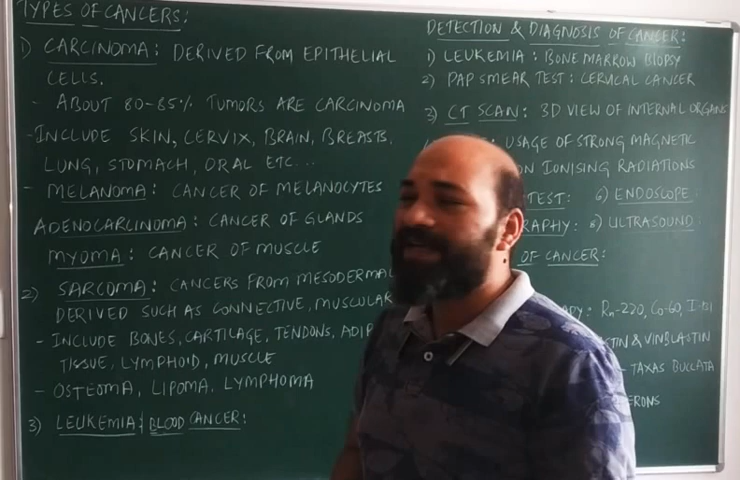 TYPES OF CANCERS:
1) CARCINOMA: DERIVED FROM EPITHELIAL
CELLS.
- ABOUT 80-85% TUMORS ARE CARCINOMA
- INCLUDE SKIN, CERVIX, BRAIN, BREASTS,
LUNG, STOMACH, ORAL ETC...
- MELANOMA: CANCER OF MELANOCYTES
ADENOCARCINOMA: CANCER OF GLANDS
MYOMA: CANCER OF MUSCLE
2) SARCOMA: CANCERS FROM MESODERMAL
DERIVED SUCH AS CONNECTIVE, MUSCULAR
- INCLUDE BONES, CARTILAGE, TENDONS, ADIP
TISSUE, LYMPHOID, MUSCLE
- OSTEOMA, LIPOMA, LYMPHOMA
3) LEUKEMIA BLOOD CANCER:
DETECTION & DIAGNOSIS OF CANCER:
1) LEUKEMIA: BONE MARROW BIOPSY
2) PAP SMEAR TEST: CERVICAL CANCER
3) CT SCAN: 3D VIEW OF INTERNAL ORGANS
: USAGE OF STRONG MAGNETIC
ON IONISING RADIATIONS
TEST: 6) ENDOSCOPE:
RAPHY: 8) ULTRASOUND:
OF CANCER:
APY: Rn-220, Co-60, I-131
TIN & VINBLASTIN
- TAXAS BUCCATA
ERONS